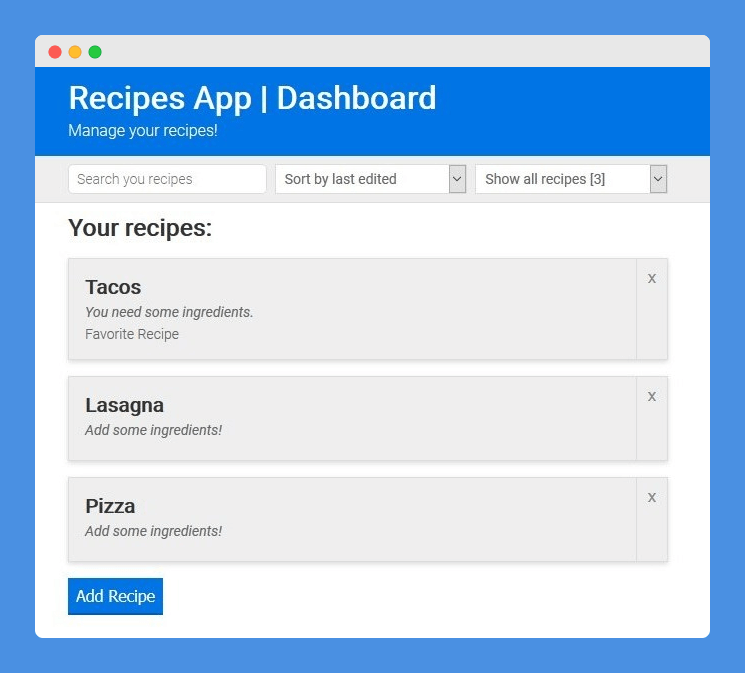 Recipes App | Dashboard
Manage your recipes!
Search you recipes
Sort by last edited
Show all recipes [3]
Your recipes:
Tacos
x
You need some ingredients.
Favorite Recipe
Lasagna
x
Add some ingredients!
Pizza
x
Add some ingredients!
Add Recipe